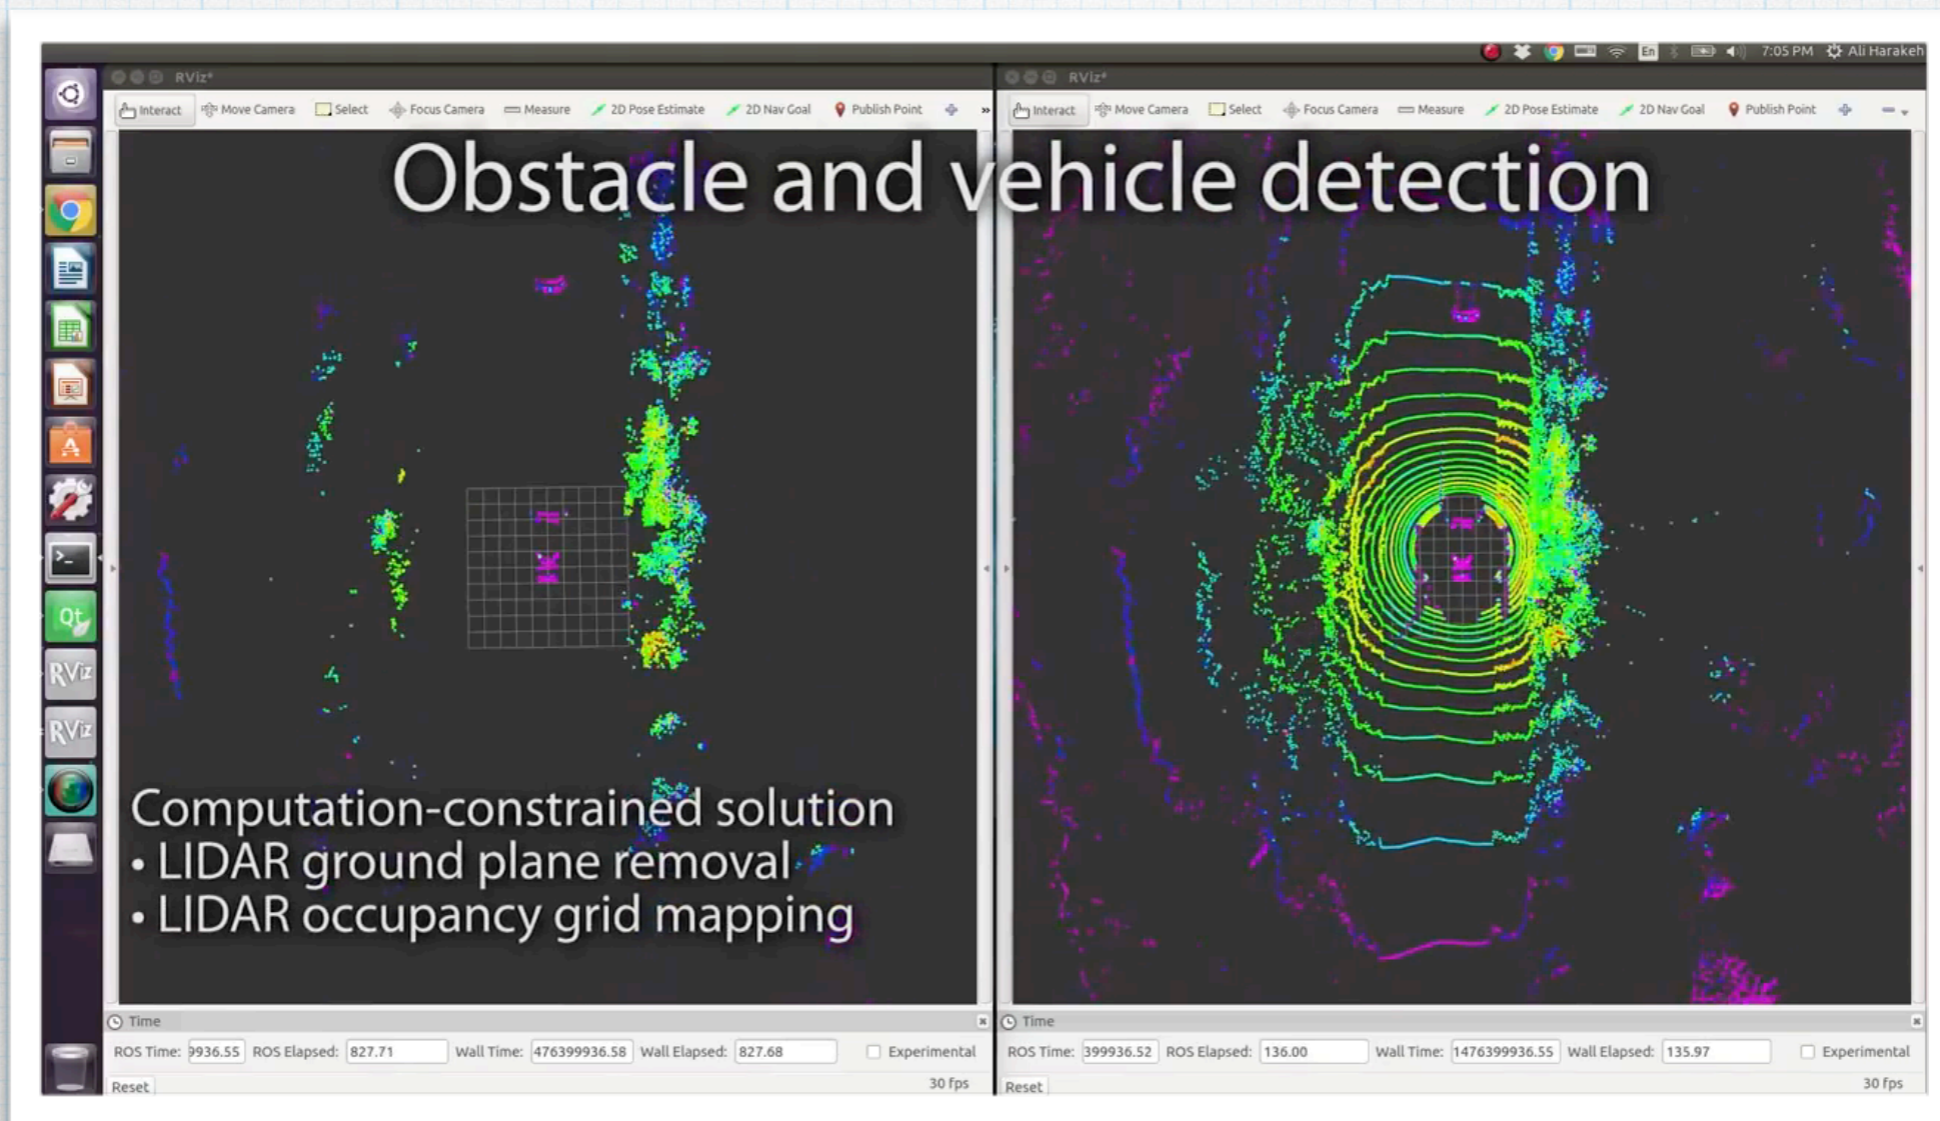 En 7:05 PM Ali Harakeh
RViz*
Interact Move Camera Select Focus Camera Measure 2D Pose Estimate 2D Nav Goal Publish Point »
RViz*
Interact Move Camera Select Focus Camera Measure 2D Pose Estimate 2D Nav Goal Publish Point
Obstacle and vehicle detection
Qt
RViz
RViz
Computation-constrained solution
• LIDAR ground plane removal
• LIDAR occupancy grid mapping
Time
ROS Time: 9936.55 ROS Elapsed: 827.71 Wall Time: 476399936.58 Wall Elapsed: 827.68 Experimental
Reset 30 fps
Time
ROS Time: 399936.52 ROS Elapsed: 136.00 Wall Time: 1476399936.55 Wall Elapsed: 135.97 Experimental
Reset 30 fps